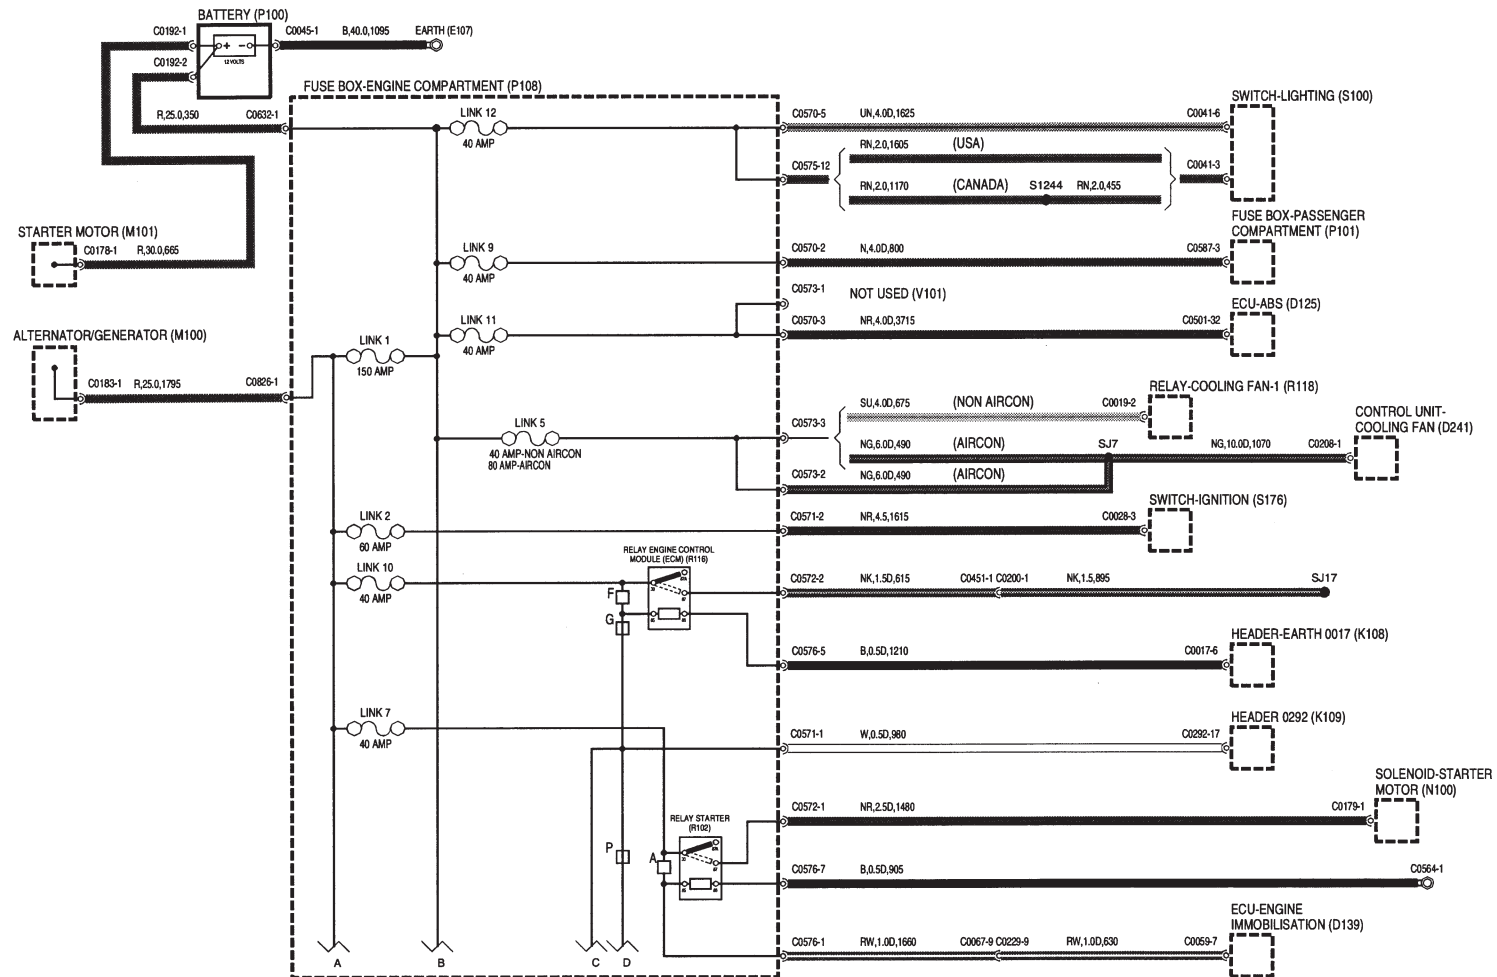 BATTERY (P100)
C0192-1
C0045-1 B,40.0,1095 EARTH (E107)
+ −
12 VOLTS
C0192-2
FUSE BOX-ENGINE COMPARTMENT (P108)
R,25.0,350 C0632-1
LINK 12
40 AMP
C0570-5 UN,4.0D,1625 C0041-6
SWITCH-LIGHTING (S100)
C0575-12
RN,2.0,1605 (USA)
RN,2.0,1170 (CANADA) S1244 RN,2.0,455
C0041-3
STARTER MOTOR (M101)
C0178-1 R,30.0,665
LINK 9
40 AMP
C0570-2 N,4.0D,800 C0587-3
FUSE BOX-PASSENGER
COMPARTMENT (P101)
C0573-1 NOT USED (V101)
ALTERNATOR/GENERATOR (M100)
C0183-1 R,25.0,1795 C0826-1
LINK 1
150 AMP
LINK 11
40 AMP
C0570-3 NR,4.0D,3715 C0501-32
ECU-ABS (D125)
LINK 5
40 AMP-NON AIRCON
80 AMP-AIRCON
C0573-3
SU,4.0D,675 (NON AIRCON) C0019-2
RELAY-COOLING FAN-1 (R118)
NG,6.0D,490 (AIRCON) SJ7 NG,10.0D,1070 C0208-1
CONTROL UNIT-
COOLING FAN (D241)
C0573-2 NG,6.0D,490 (AIRCON)
LINK 2
60 AMP
C0571-2 NR,4.5,1615 C0028-3
SWITCH-IGNITION (S176)
LINK 10
40 AMP
RELAY ENGINE CONTROL
MODULE (ECM) (R116)
F
G
C0572-2 NK,1.5D,615 C0451-1 C0200-1 NK,1.5,895 SJ17
C0576-5 B,0.5D,1210 C0017-6
HEADER-EARTH 0017 (K108)
LINK 7
40 AMP
C0571-1 W,0.5D,980 C0292-17
HEADER 0292 (K109)
RELAY STARTER
(R102)
P
A
C0572-1 NR,2.5D,1480 C0179-1
SOLENOID-STARTER
MOTOR (N100)
C0576-7 B,0.5D,905 C0564-1
C0576-1 RW,1.0D,1660 C0067-9 C0229-9 RW,1.0D,630 C0059-7
ECU-ENGINE
IMMOBILISATION (D139)
A B C D